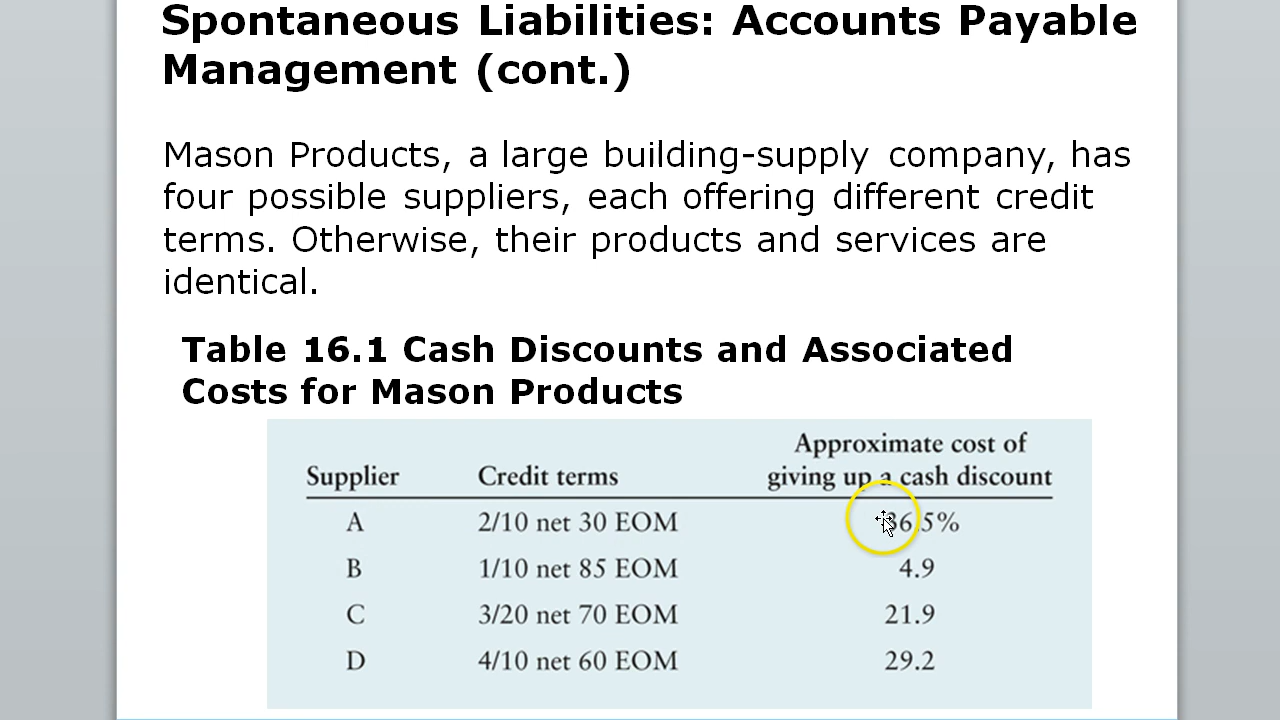 Spontaneous Liabilities: Accounts Payable
Management (cont.)
Mason Products, a large building-supply company, has
four possible suppliers, each offering different credit
terms. Otherwise, their products and services are
identical.
Table 16.1 Cash Discounts and Associated
Costs for Mason Products
Approximate cost of
Supplier Credit terms giving up a cash discount
A 2/10 net 30 EOM 36.5%
B 1/10 net 85 EOM 4.9
C 3/20 net 70 EOM 21.9
D 4/10 net 60 EOM 29.2